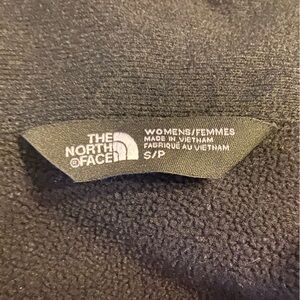 THE
NORTH
FACE
WOMENS/FEMMES
MADE IN VIETNAM
FABRIQUÉ AU VIETNAM
S/P